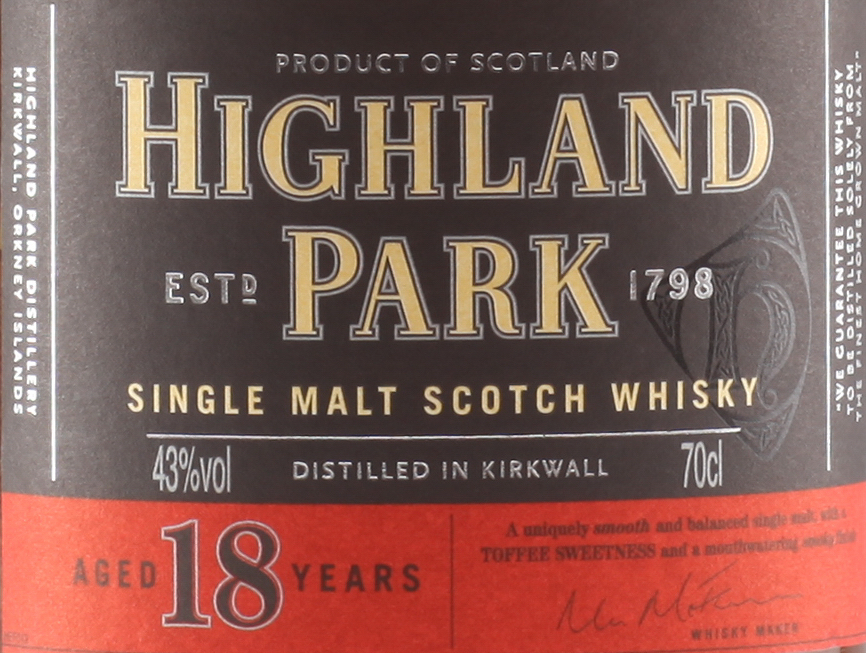 PRODUCT OF SCOTLAND
HIGHLAND
PARK
ESTD
1798
SINGLE MALT SCOTCH WHISKY
43%vol
DISTILLED IN KIRKWALL
70cl
AGED 18 YEARS
A uniquely smooth and balanced single malt, with a
TOFFEE SWEETNESS and a mouthwatering smoky finish
WHISKY MAKER
HIGHLAND PARK DISTILLERY
KIRKWALL, ORKNEY ISLANDS
"WE GUARANTEE THIS WHISKY
TO BE DISTILLED SOLELY FROM
THE FINEST HOME GROWN MALT"